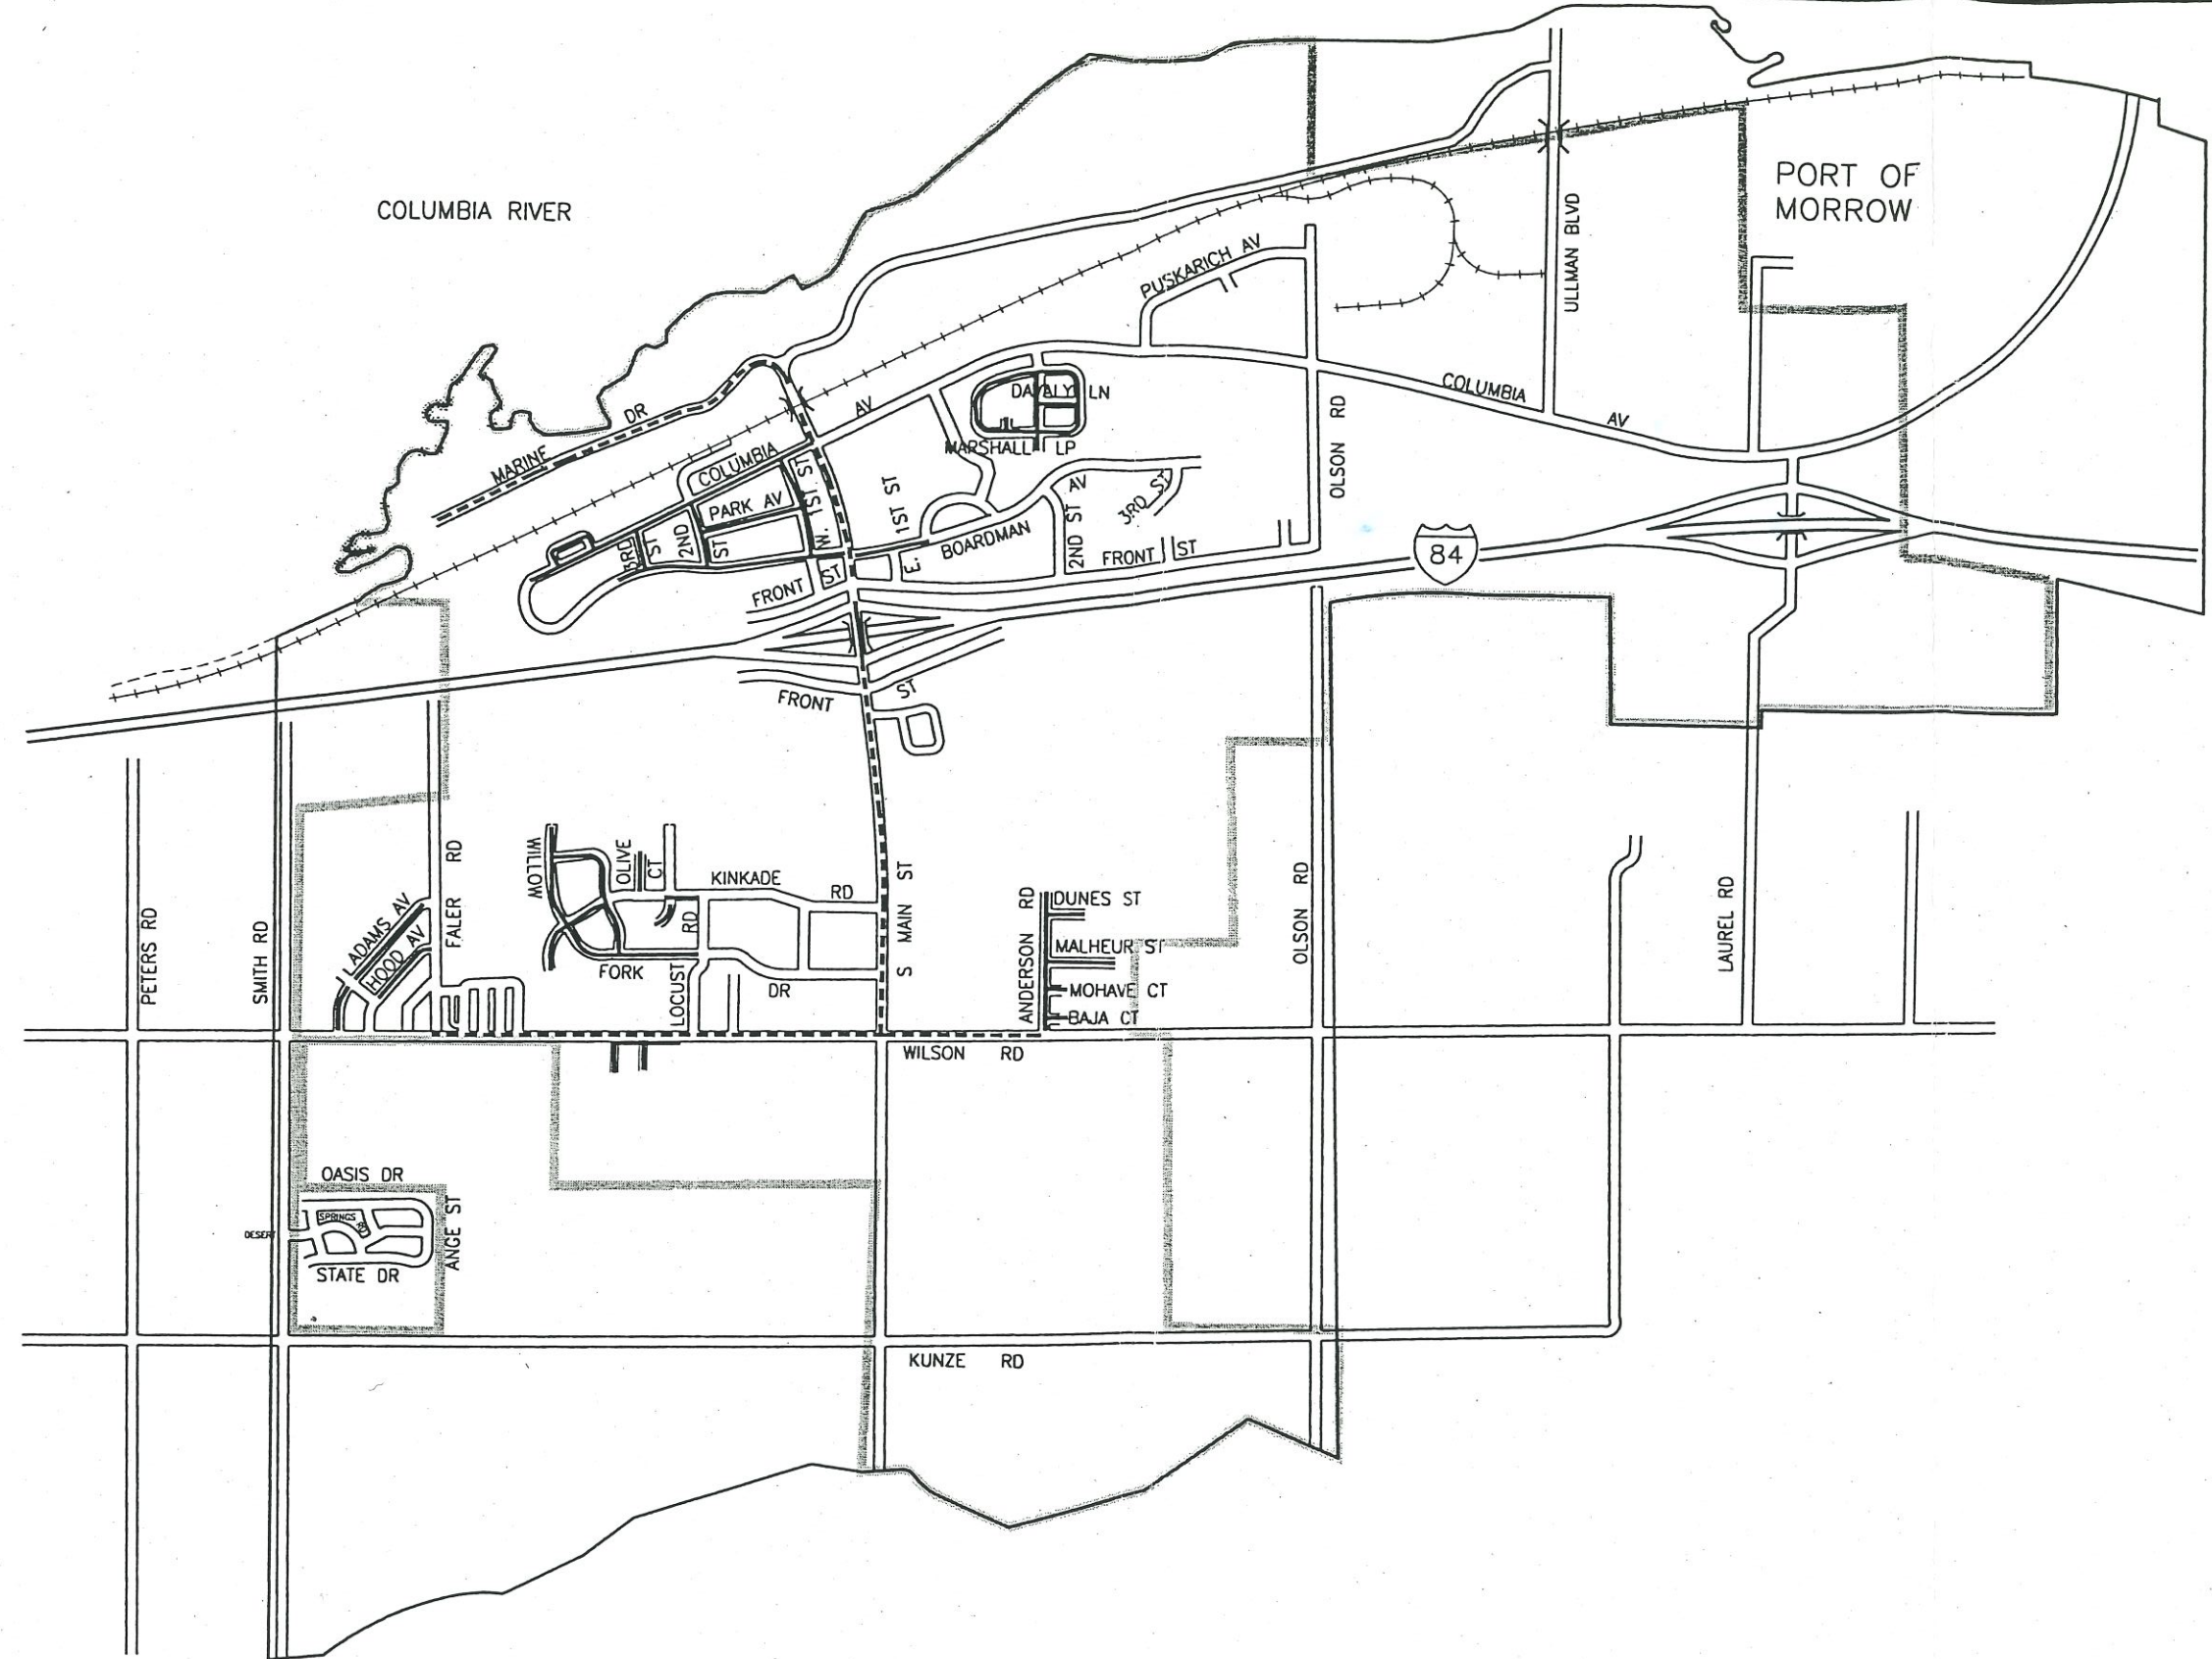 COLUMBIA RIVER
PORT OF
MORROW
ULLMAN BLVD
PUSKARICH AV
COLUMBIA
AV
OLSON RD
DAVALY LN
MARSHALL LP
MARINE DR
COLUMBIA
AV
PARK AV
W. 1ST ST
2ND
ST
3RD
ST
E. 1ST ST
BOARDMAN
AV
2ND ST
3RD ST
FRONT ST
FRONT ST
84
FRONT
ST
WILLOW
OLIVE
CT
KINKADE RD
FALER RD
ADAMS AV
HOOD AV
FORK
DR
LOCUST
RD
S MAIN ST
ANDERSON RD
DUNES ST
MALHEUR ST
MOHAVE CT
BAJA CT
OLSON RD
LAUREL RD
PETERS RD
SMITH RD
WILSON RD
OASIS DR
SPRINGS
DESERT
ANGE ST
STATE DR
KUNZE RD